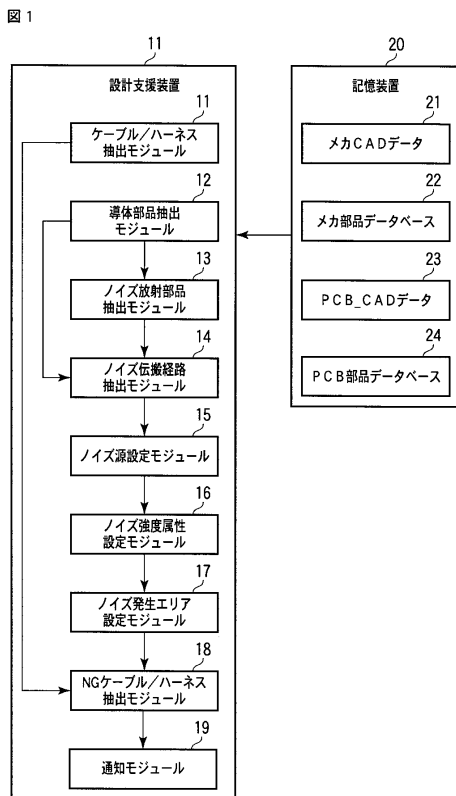 図1
11
設計支援装置
11
ケーブル/ハーネス
抽出モジュール
12
導体部品抽出
モジュール
13
ノイズ放射部品
抽出モジュール
14
ノイズ伝搬経路
抽出モジュール
15
ノイズ源設定モジュール
16
ノイズ強度属性
設定モジュール
17
ノイズ発生エリア
設定モジュール
18
NGケーブル/ハーネス
抽出モジュール
19
通知モジュール
20
記憶装置
21
メカCADデータ
22
メカ部品データベース
23
PCB_CADデータ
24
PCB部品データベース